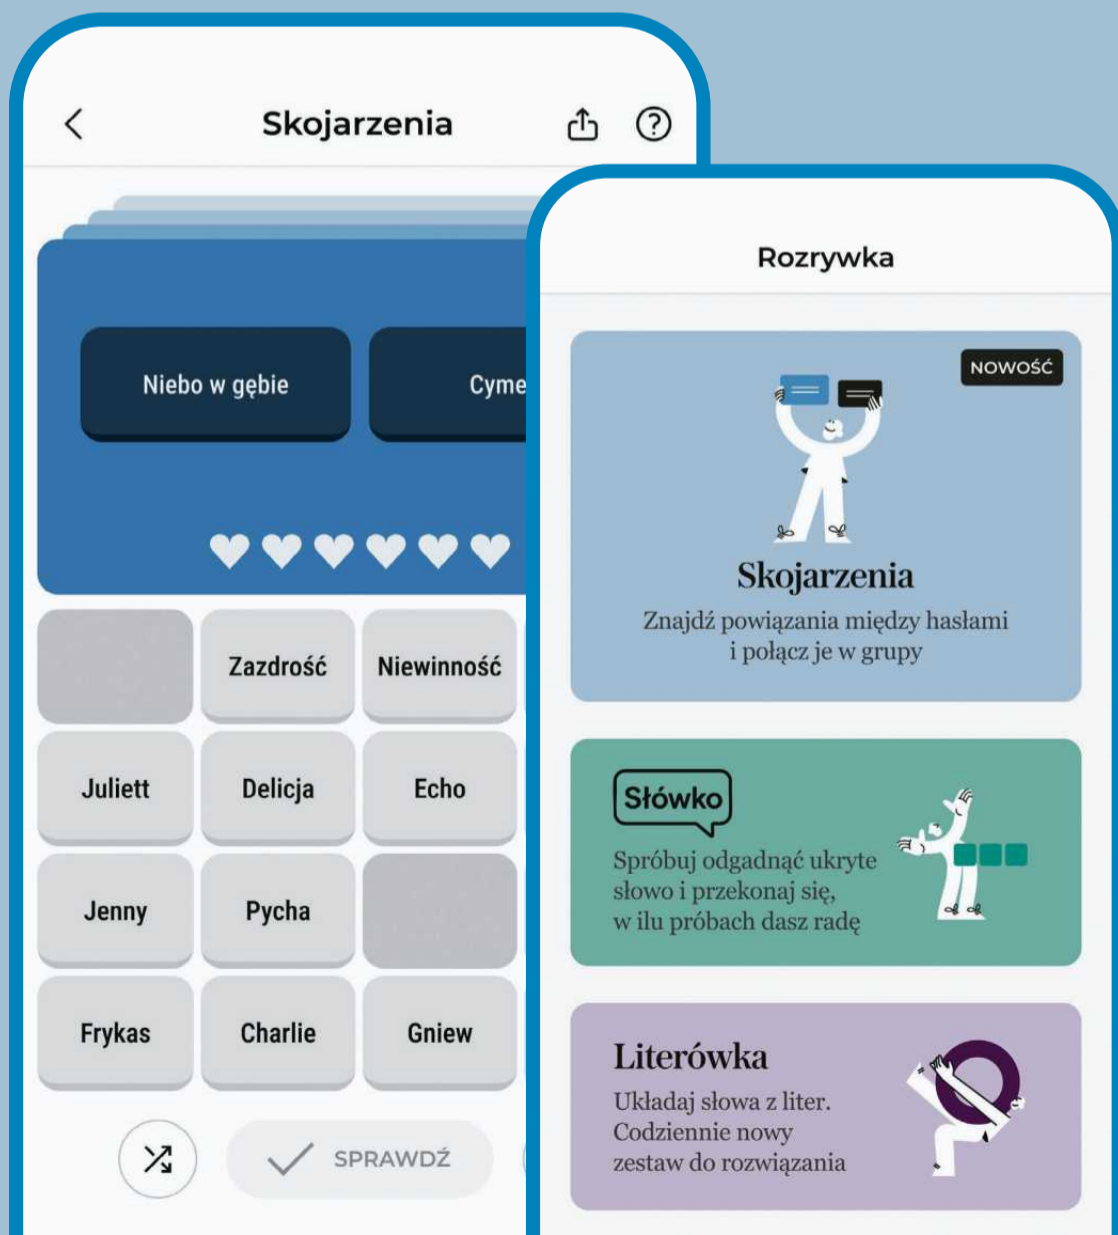 Skojarzenia
Niebo w gębie
Cyme
Zazdrość
Niewinność
Juliett
Delicja
Echo
Jenny
Pycha
Frykas
Charlie
Gniew
SPRAWDŹ
Rozrywka
NOWOŚĆ
Skojarzenia
Znajdź powiązania między hasłami
i połącz je w grupy
Słówko
Spróbuj odgadnąć ukryte
słowo i przekonaj się,
w ilu próbach dasz radę
Literówka
Układaj słowa z liter.
Codziennie nowy
zestaw do rozwiązania